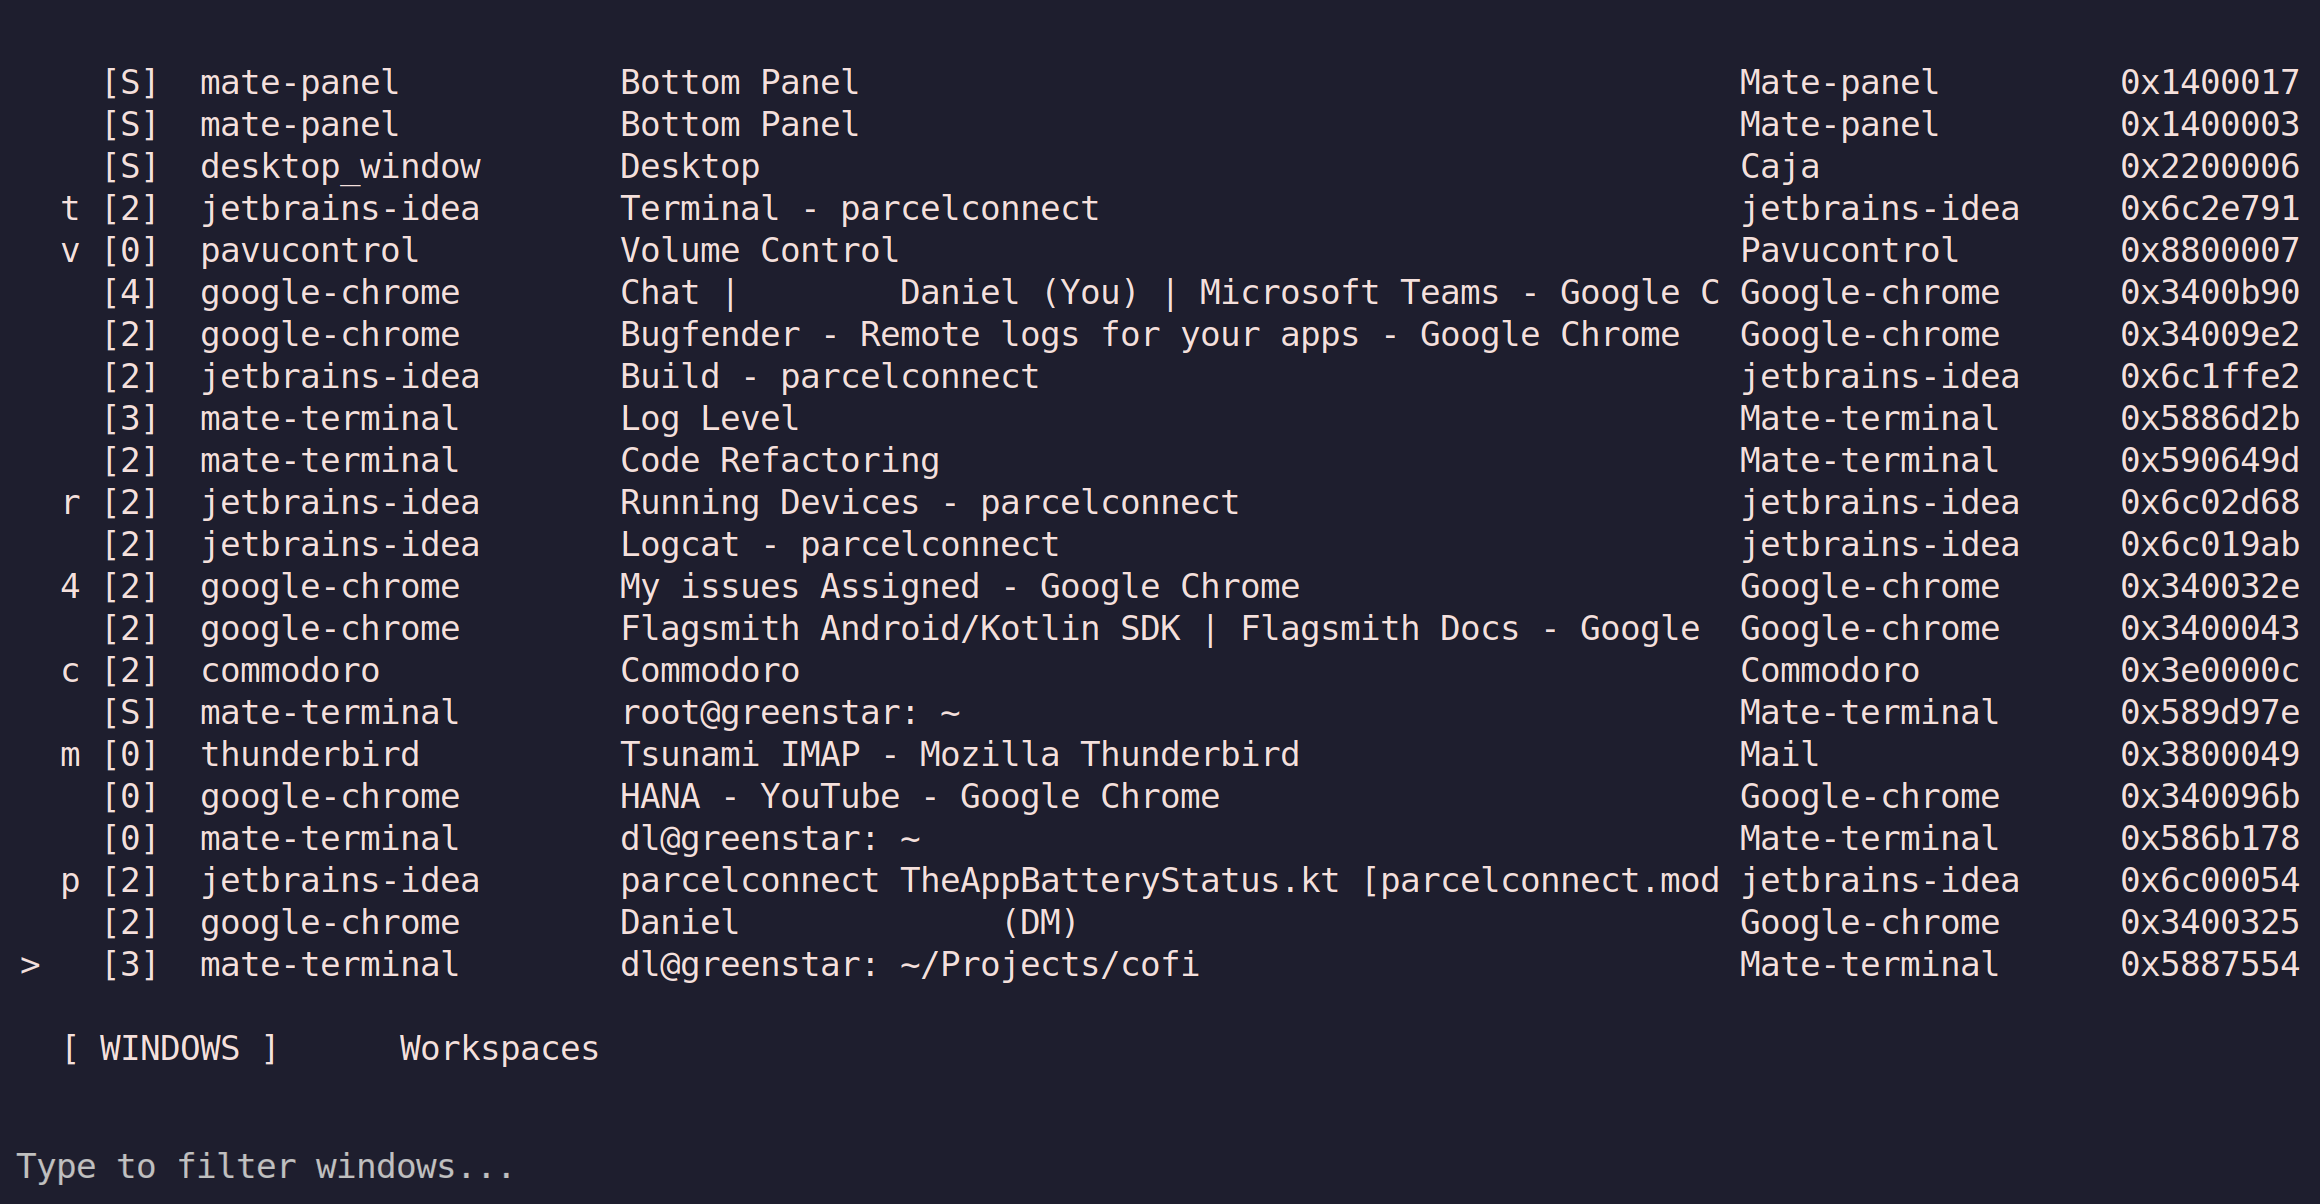 [S] mate-panel Bottom Panel Mate-panel 0x1400017
[S] mate-panel Bottom Panel Mate-panel 0x1400003
[S] desktop_window Desktop Caja 0x2200006
t [2] jetbrains-idea Terminal - parcelconnect jetbrains-idea 0x6c2e791
v [0] pavucontrol Volume Control Pavucontrol 0x8800007
[4] google-chrome Chat | Daniel (You) | Microsoft Teams - Google C Google-chrome 0x3400b90
[2] google-chrome Bugfender - Remote logs for your apps - Google Chrome Google-chrome 0x34009e2
[2] jetbrains-idea Build - parcelconnect jetbrains-idea 0x6c1ffe2
[3] mate-terminal Log Level Mate-terminal 0x5886d2b
[2] mate-terminal Code Refactoring Mate-terminal 0x590649d
r [2] jetbrains-idea Running Devices - parcelconnect jetbrains-idea 0x6c02d68
[2] jetbrains-idea Logcat - parcelconnect jetbrains-idea 0x6c019ab
4 [2] google-chrome My issues Assigned - Google Chrome Google-chrome 0x340032e
[2] google-chrome Flagsmith Android/Kotlin SDK | Flagsmith Docs - Google Google-chrome 0x3400043
c [2] commodoro Commodoro Commodoro 0x3e0000c
[S] mate-terminal root@greenstar: ~ Mate-terminal 0x589d97e
m [0] thunderbird Tsunami IMAP - Mozilla Thunderbird Mail 0x3800049
[0] google-chrome HANA - YouTube - Google Chrome Google-chrome 0x340096b
[0] mate-terminal dl@greenstar: ~ Mate-terminal 0x586b178
p [2] jetbrains-idea parcelconnect TheAppBatteryStatus.kt [parcelconnect.mod jetbrains-idea 0x6c00054
[2] google-chrome Daniel (DM) Google-chrome 0x3400325
> [3] mate-terminal dl@greenstar: ~/Projects/cofi Mate-terminal 0x5887554
[ WINDOWS ] Workspaces
Type to filter windows...